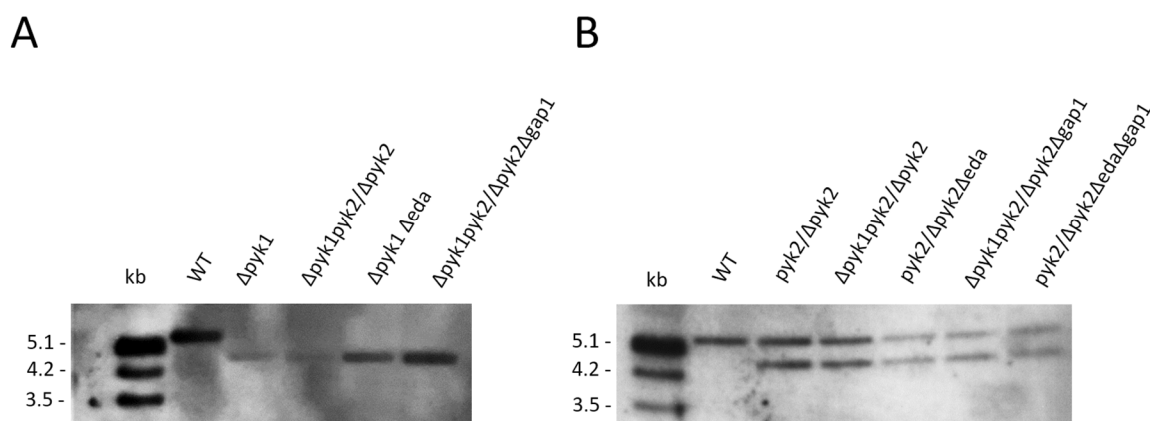 A
B
kb
WT
Δpyk1
Δpyk1pyk2/Δpyk2
Δpyk1 Δeda
Δpyk1pyk2/Δpyk2Δgap1
5.1 -
4.2 -
3.5 -
kb
WT
pyk2/Δpyk2
Δpyk1pyk2/Δpyk2
pyk2/Δpyk2Δeda
Δpyk1pyk2/Δpyk2Δgap1
pyk2/Δpyk2ΔedaΔgap1
5.1 -
4.2 -
3.5 -